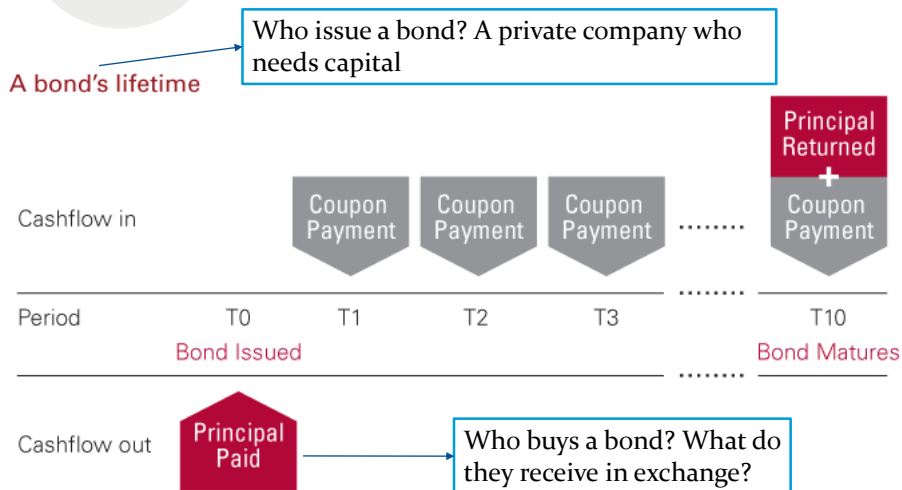 Who issue a bond? A private company who
needs capital
A bond's lifetime
Principal
Returned
+
Cashflow in
Coupon
Payment
Coupon
Payment
Coupon
Payment
........
Coupon
Payment
........
Period
T0
T1
T2
T3
T10
Bond Issued
Bond Matures
........
Cashflow out
Principal
Paid
Who buys a bond? What do
they receive in exchange?